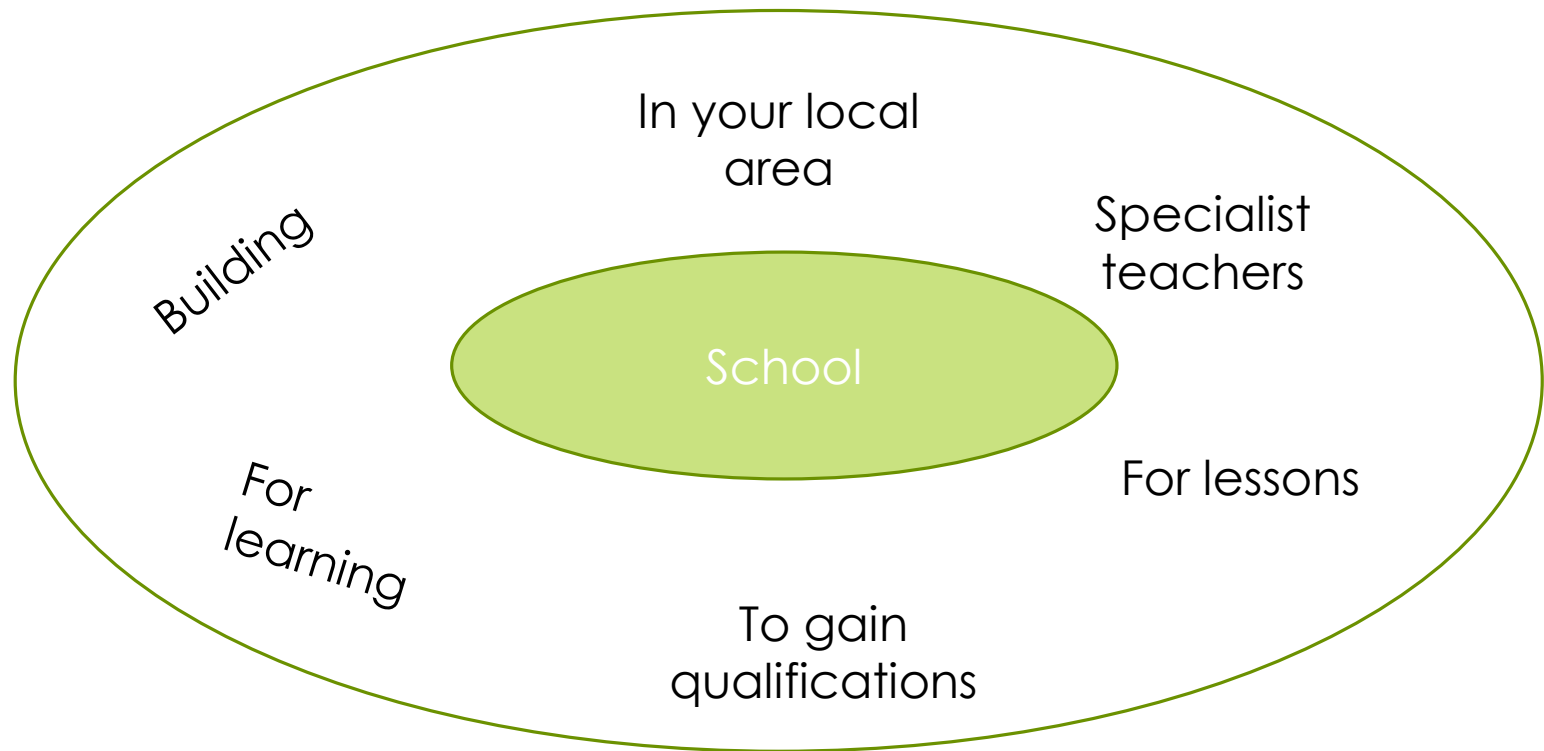 In your local
area
Specialist
teachers
Building
School
For lessons
For
learning
To gain
qualifications